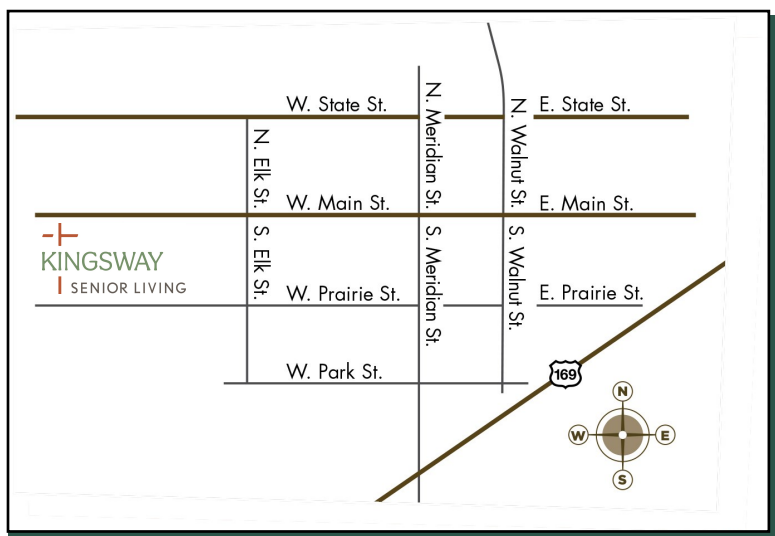 W. State St.
E. State St.
N. Elk St.
N. Meridian St.
N. Walnut St.
W. Main St.
E. Main St.
KINGSWAY
SENIOR LIVING
S. Elk St.
S. Meridian St.
S. Walnut St.
W. Prairie St.
E. Prairie St.
W. Park St.
169
N
W
E
S